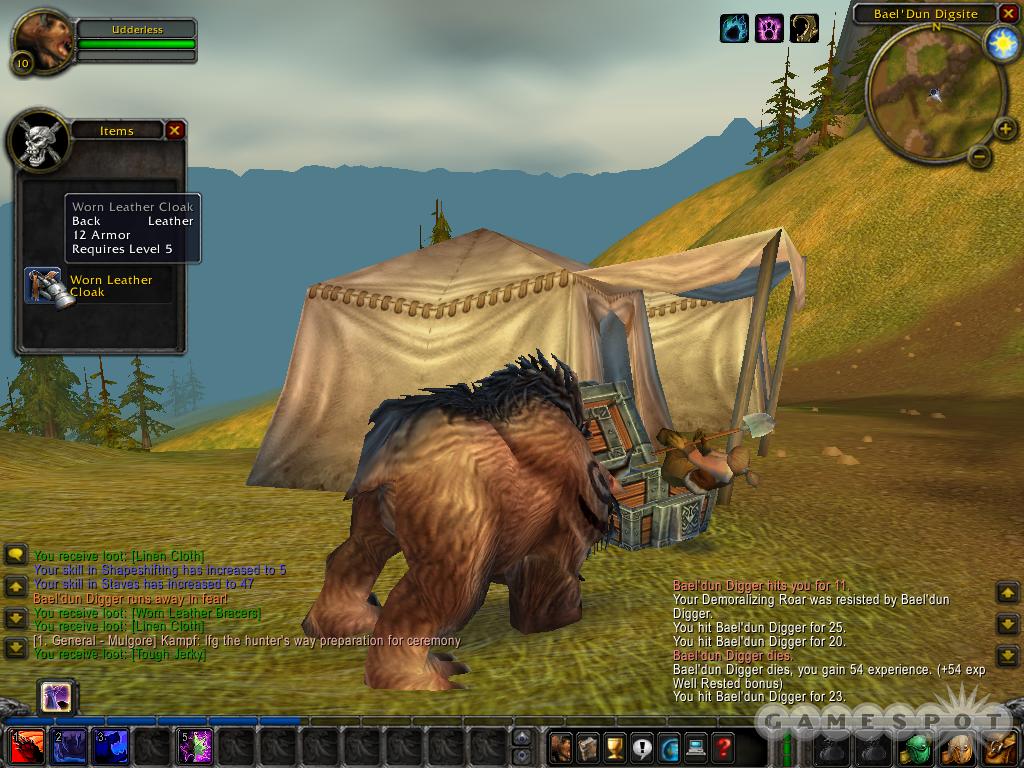 Udderless
10
Bael'Dun Digsite
N
Items
Worn Leather Cloak
Back Leather
12 Armor
Requires Level 5
Worn Leather
Cloak
You receive loot: [Linen Cloth]
Your skill in Shapeshifting has increased to 5
Your skill in Staves has increased to 47
Bael'dun Digger runs away in fear!
You receive loot: [Worn Leather Bracers]
You receive loot: [Linen Cloth]
[1. General - Mulgore] Kampf: lfg the hunter's way preparation for ceremony
You receive loot: [Tough Jerky]
Bael'dun Digger hits you for 11.
Your Demoralizing Roar was resisted by Bael'dun
Digger.
You hit Bael'dun Digger for 25.
You hit Bael'dun Digger for 20.
Bael'dun Digger dies.
Bael'dun Digger dies, you gain 54 experience. (+54 exp
Well Rested bonus)
You hit Bael'dun Digger for 23.
GAMESPOT
1 2 3 5